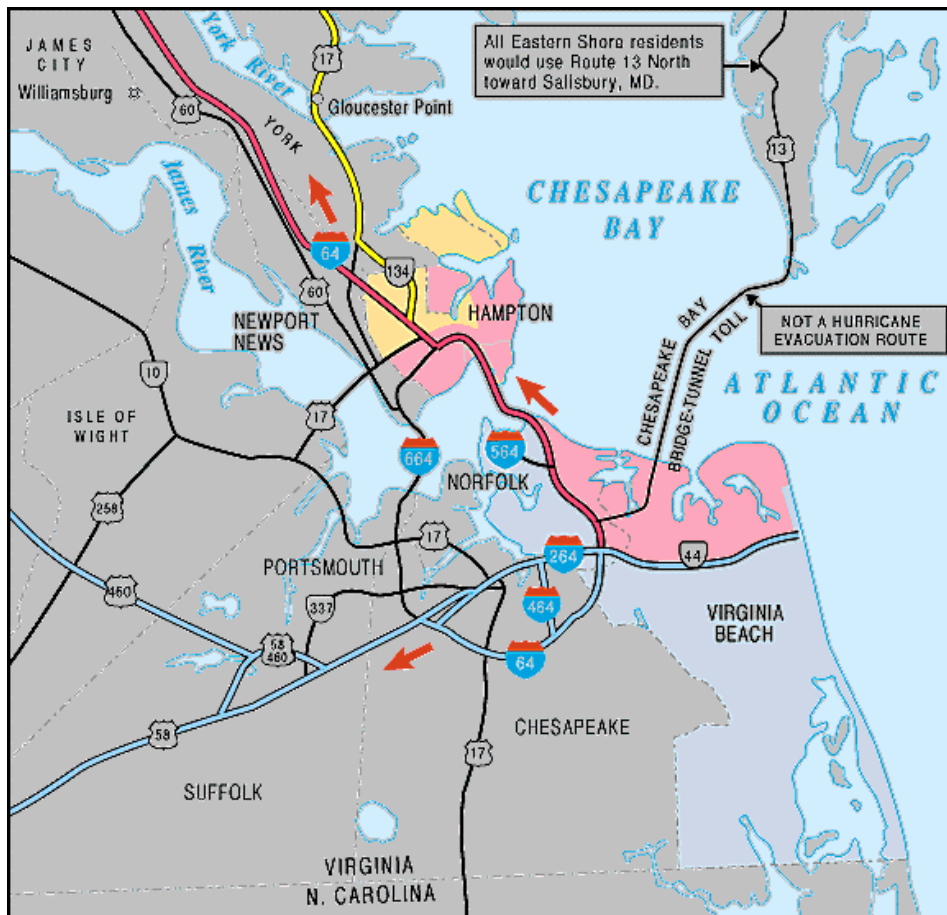 JAMES
CITY
Williamsburg
60
York
River
17
Gloucester Point
YORK
All Eastern Shore residents
would use Route 13 North
toward Salisbury, MD.
13
James
River
CHESAPEAKE
BAY
64
134
60
HAMPTON
NEWPORT
NEWS
NOT A HURRICANE
EVACUATION ROUTE
CHESAPEAKE BAY
BRIDGE-TUNNEL TOLL
ATLANTIC
OCEAN
10
ISLE OF
WIGHT
17
664
564
NORFOLK
258
17
PORTSMOUTH
264
44
460
337
464
VIRGINIA
BEACH
58
460
64
58
17
CHESAPEAKE
SUFFOLK
VIRGINIA
N. CAROLINA